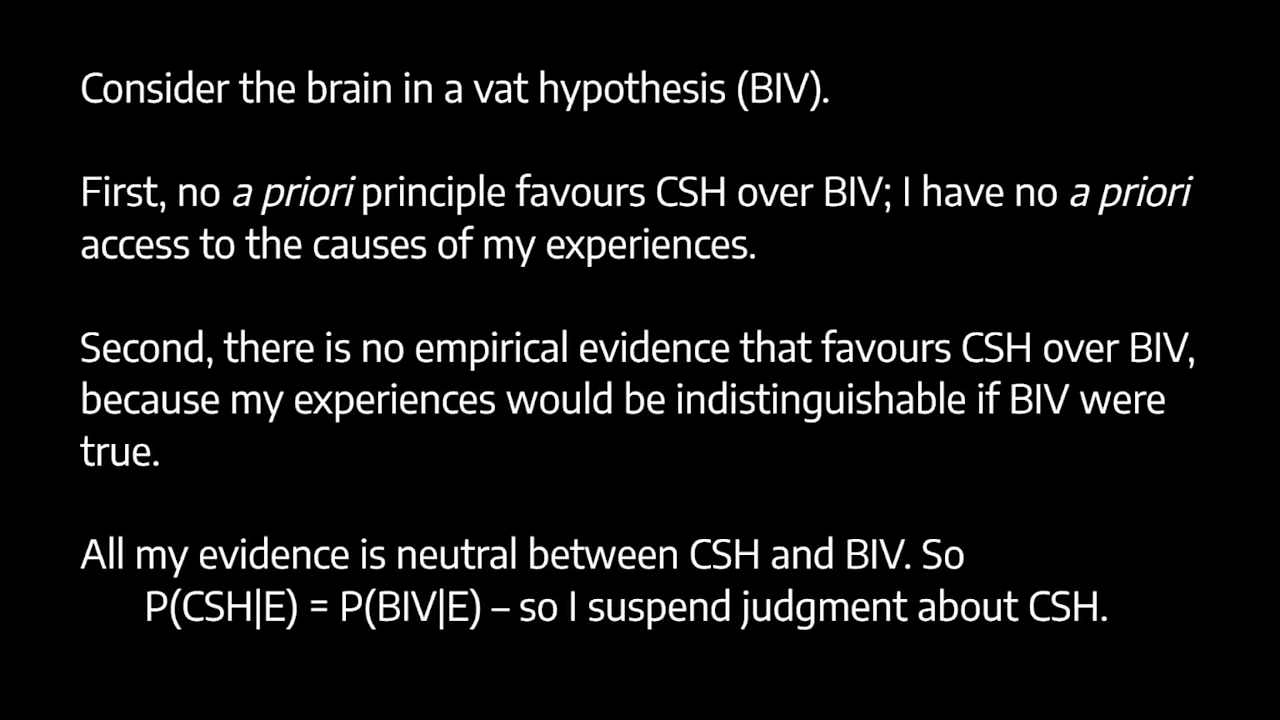 Consider the brain in a vat hypothesis (BIV).
First, no a priori principle favours CSH over BIV; I have no a priori
access to the causes of my experiences.
Second, there is no empirical evidence that favours CSH over BIV,
because my experiences would be indistinguishable if BIV were
true.
All my evidence is neutral between CSH and BIV. So
P(CSH|E) = P(BIV|E) – so I suspend judgment about CSH.